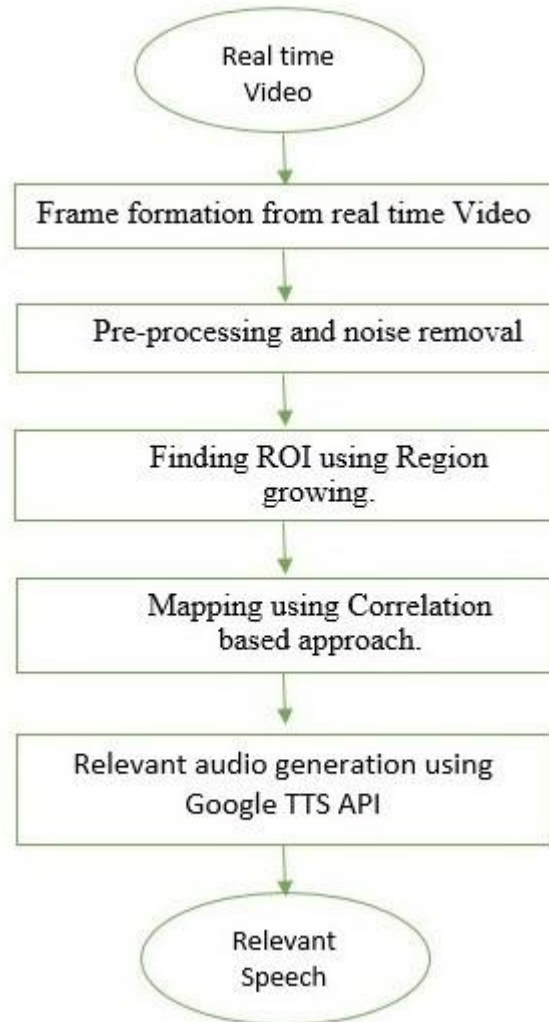 Real time
Video
Frame formation from real time Video
Pre-processing and noise removal
Finding ROI using Region
growing.
Mapping using Correlation
based approach.
Relevant audio generation using
Google TTS API
Relevant
Speech